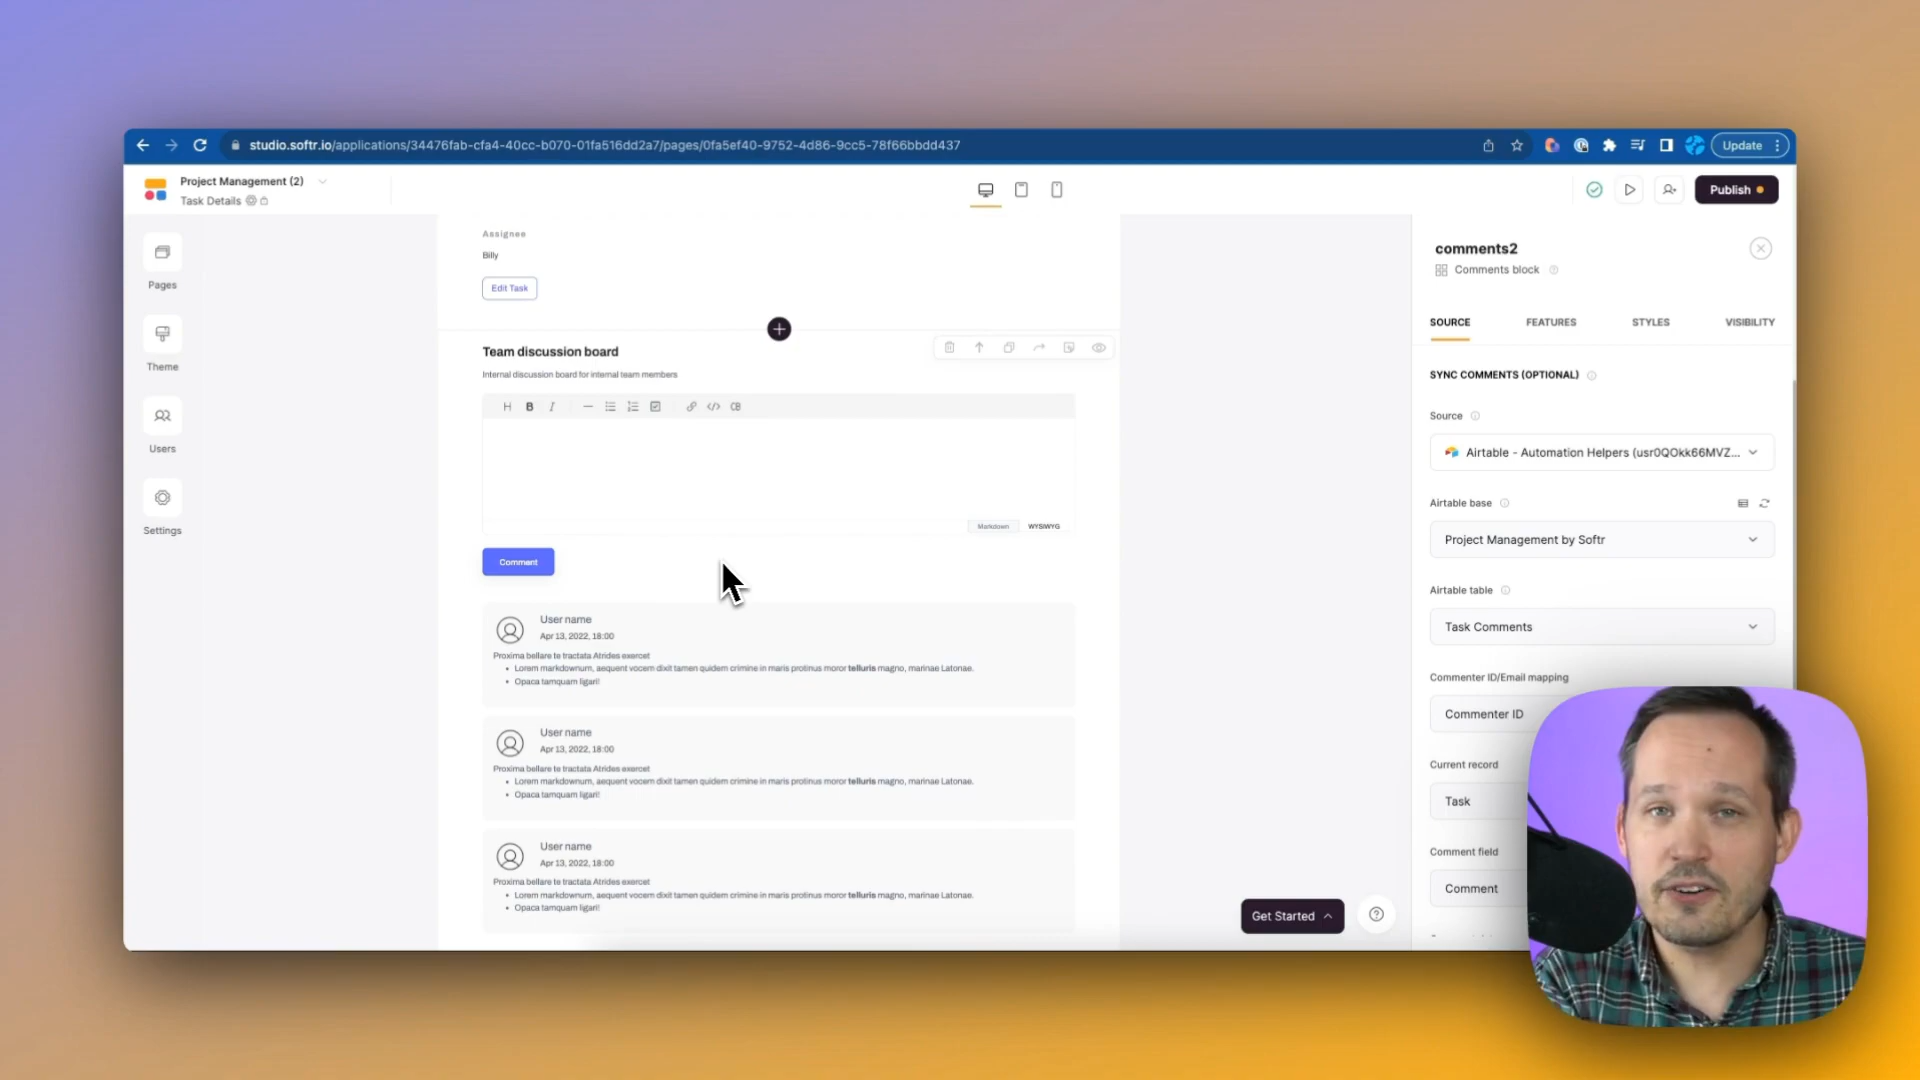 studio.softr.io/applications/34476fab-cfa4-40cc-b070-01fa516dd2a7/pages/0fa5ef40-9752-4d86-9cc5-78f66bbdd437
Update
Project Management (2)
Task Details
Publish
Pages
Theme
Users
Settings
Assignee
Billy
Edit Task
Team discussion board
Internal discussion board for internal team members
H B I
CB
Markdown WYSIWYG
Comment
User name
Apr 13, 2022, 18:00
Proxima bellare te tractata Atrides exercet
• Lorem markdownum, aequent vocem dixit tamen quidem crimine in maris protinus moror telluris magno, marinae Latonae.
• Opaca tamquam ligari!
User name
Apr 13, 2022, 18:00
Proxima bellare te tractata Atrides exercet
• Lorem markdownum, aequent vocem dixit tamen quidem crimine in maris protinus moror telluris magno, marinae Latonae.
• Opaca tamquam ligari!
User name
Apr 13, 2022, 18:00
Proxima bellare te tractata Atrides exercet
• Lorem markdownum, aequent vocem dixit tamen quidem crimine in maris protinus moror telluris magno, marinae Latonae.
• Opaca tamquam ligari!
Get Started
comments2
Comments block
SOURCE FEATURES STYLES VISIBILITY
SYNC COMMENTS (OPTIONAL)
Source
Airtable - Automation Helpers (usr0QOkk66MVZ...
Airtable base
Project Management by Softr
Airtable table
Task Comments
Commenter ID/Email mapping
Commenter ID
Current record
Task
Comment field
Comment